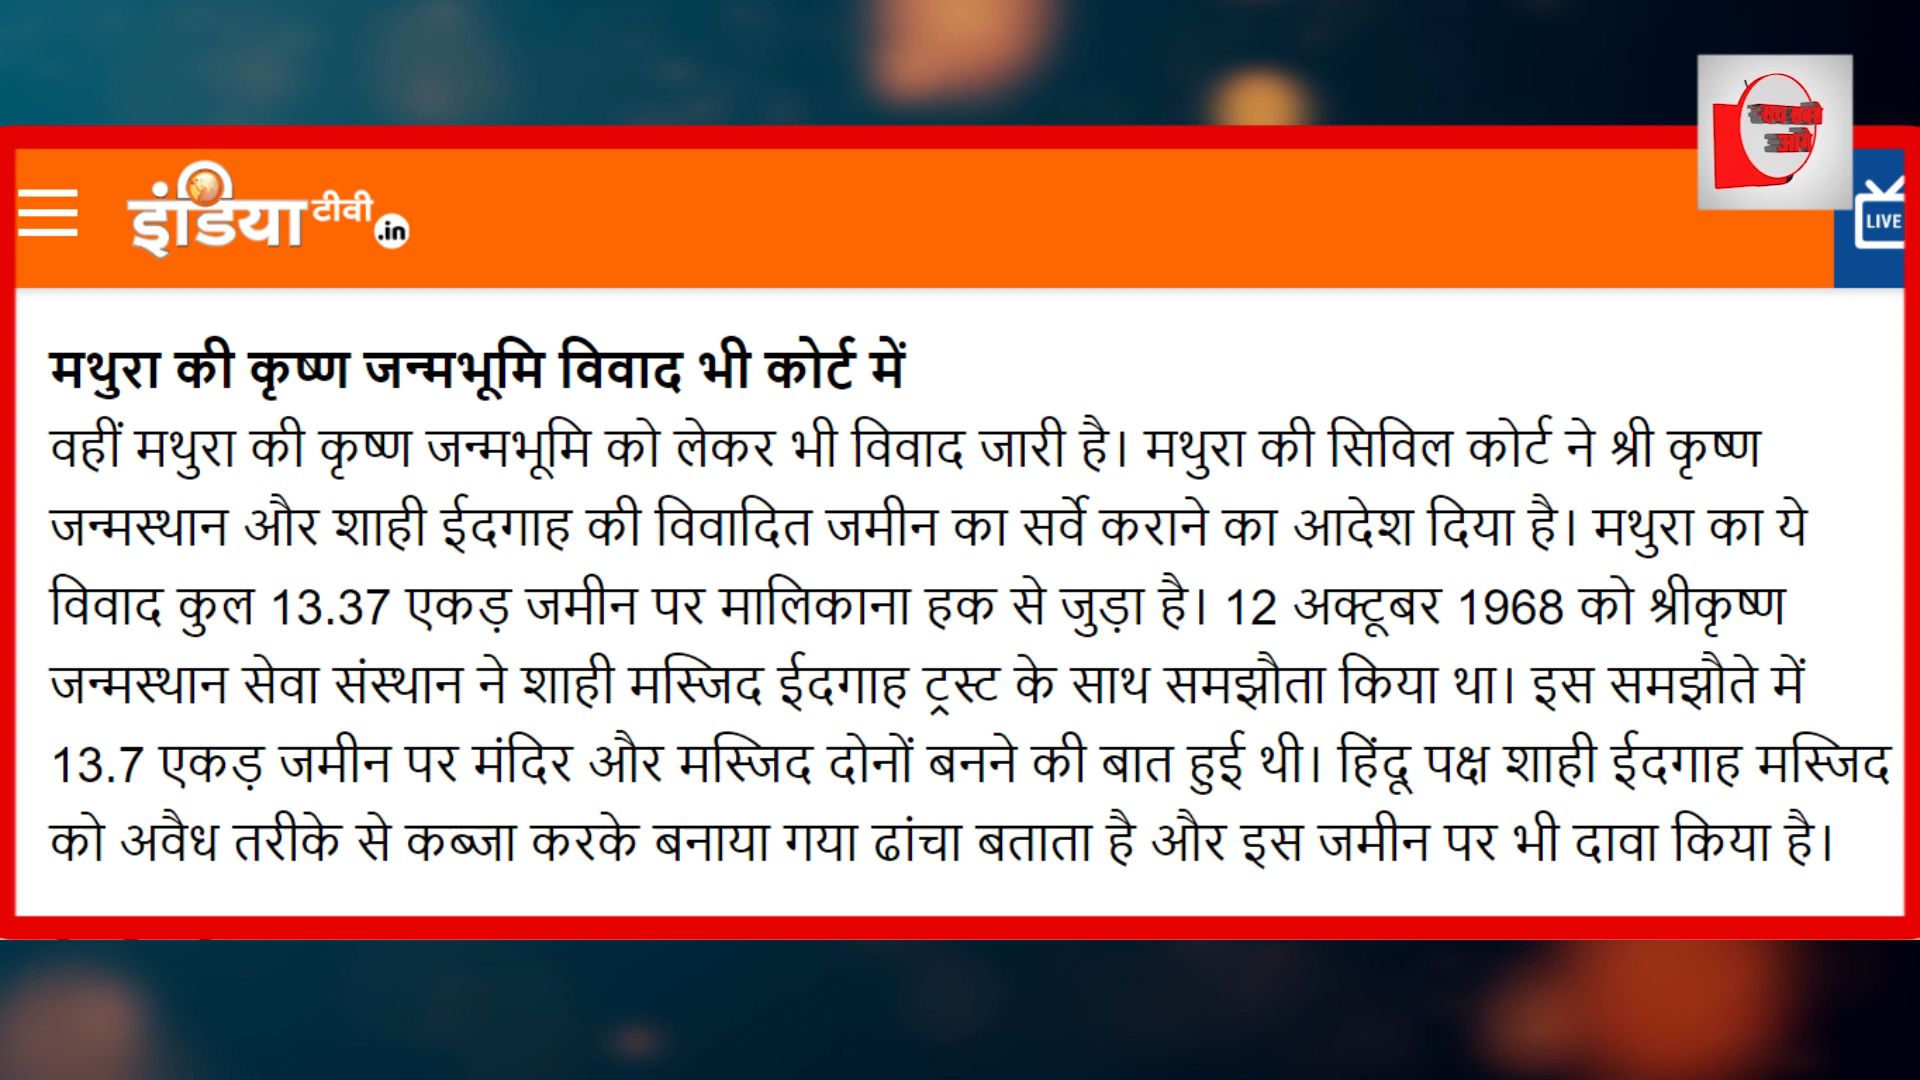 इंडिया टीवी .in
सच सबसे
आगे
LIVE
मथुरा की कृष्ण जन्मभूमि विवाद भी कोर्ट में
वहीं मथुरा की कृष्ण जन्मभूमि को लेकर भी विवाद जारी है। मथुरा की सिविल कोर्ट ने श्री कृष्ण
जन्मस्थान और शाही ईदगाह की विवादित जमीन का सर्वे कराने का आदेश दिया है। मथुरा का ये
विवाद कुल 13.37 एकड़ जमीन पर मालिकाना हक से जुड़ा है। 12 अक्टूबर 1968 को श्रीकृष्ण
जन्मस्थान सेवा संस्थान ने शाही मस्जिद ईदगाह ट्रस्ट के साथ समझौता किया था। इस समझौते में
13.7 एकड़ जमीन पर मंदिर और मस्जिद दोनों बनने की बात हुई थी। हिंदू पक्ष शाही ईदगाह मस्जिद
को अवैध तरीके से कब्जा करके बनाया गया ढांचा बताता है और इस जमीन पर भी दावा किया है।